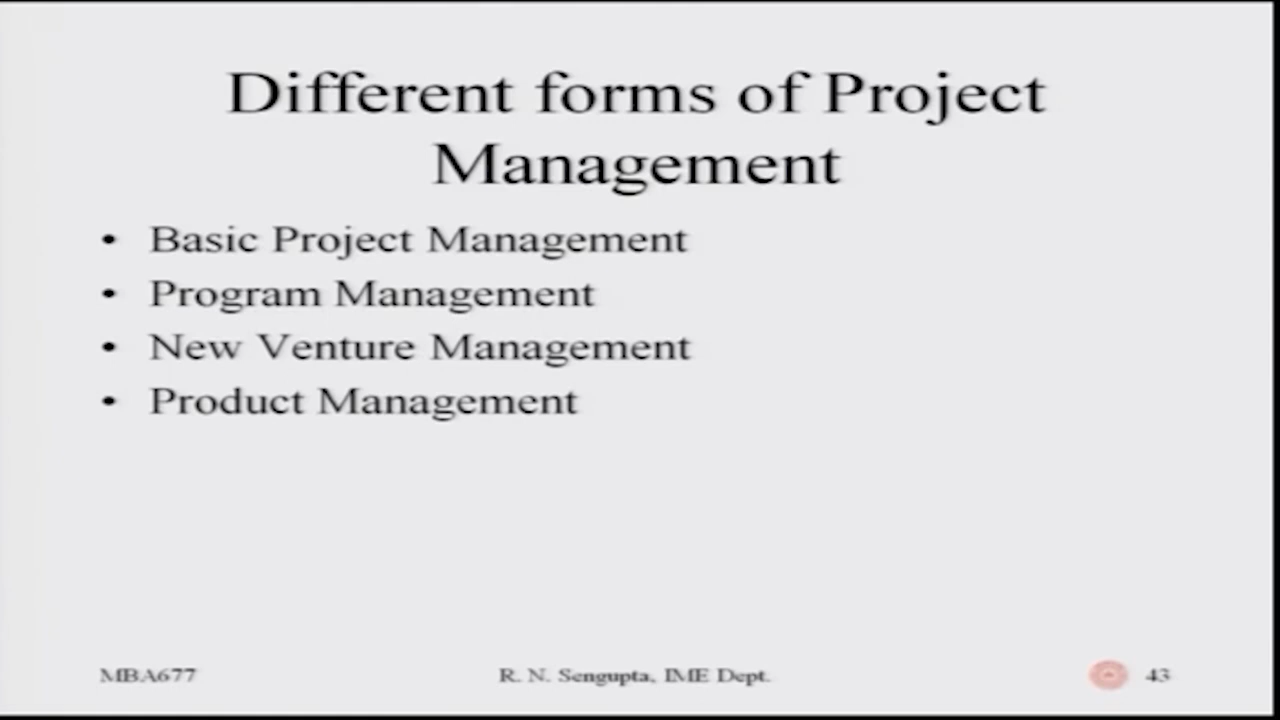 Different forms of Project
Management
• Basic Project Management
• Program Management
• New Venture Management
• Product Management
MBA677
R. N. Sengupta, IME Dept.
43